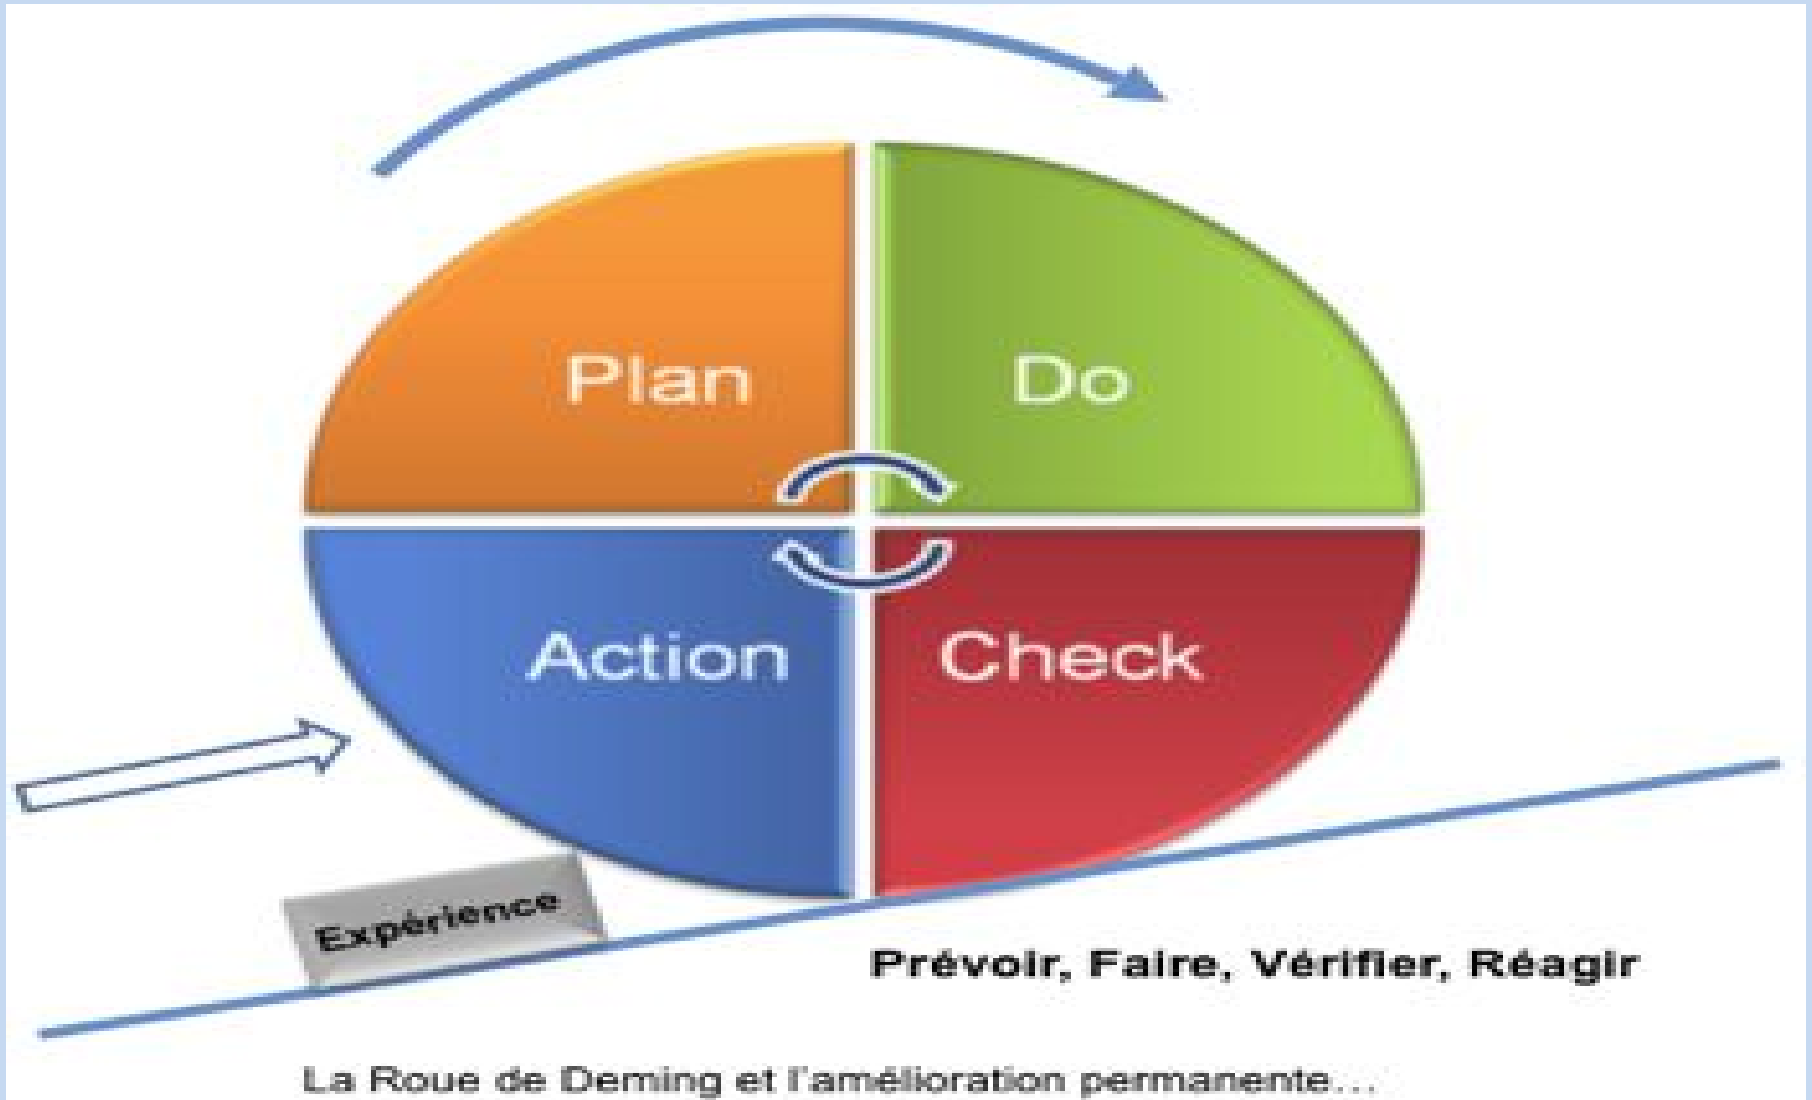 Plan
Do
Action
Check
Expérience
Prévoir, Faire, Vérifier, Réagir
La Roue de Deming et l'amélioration permanente...